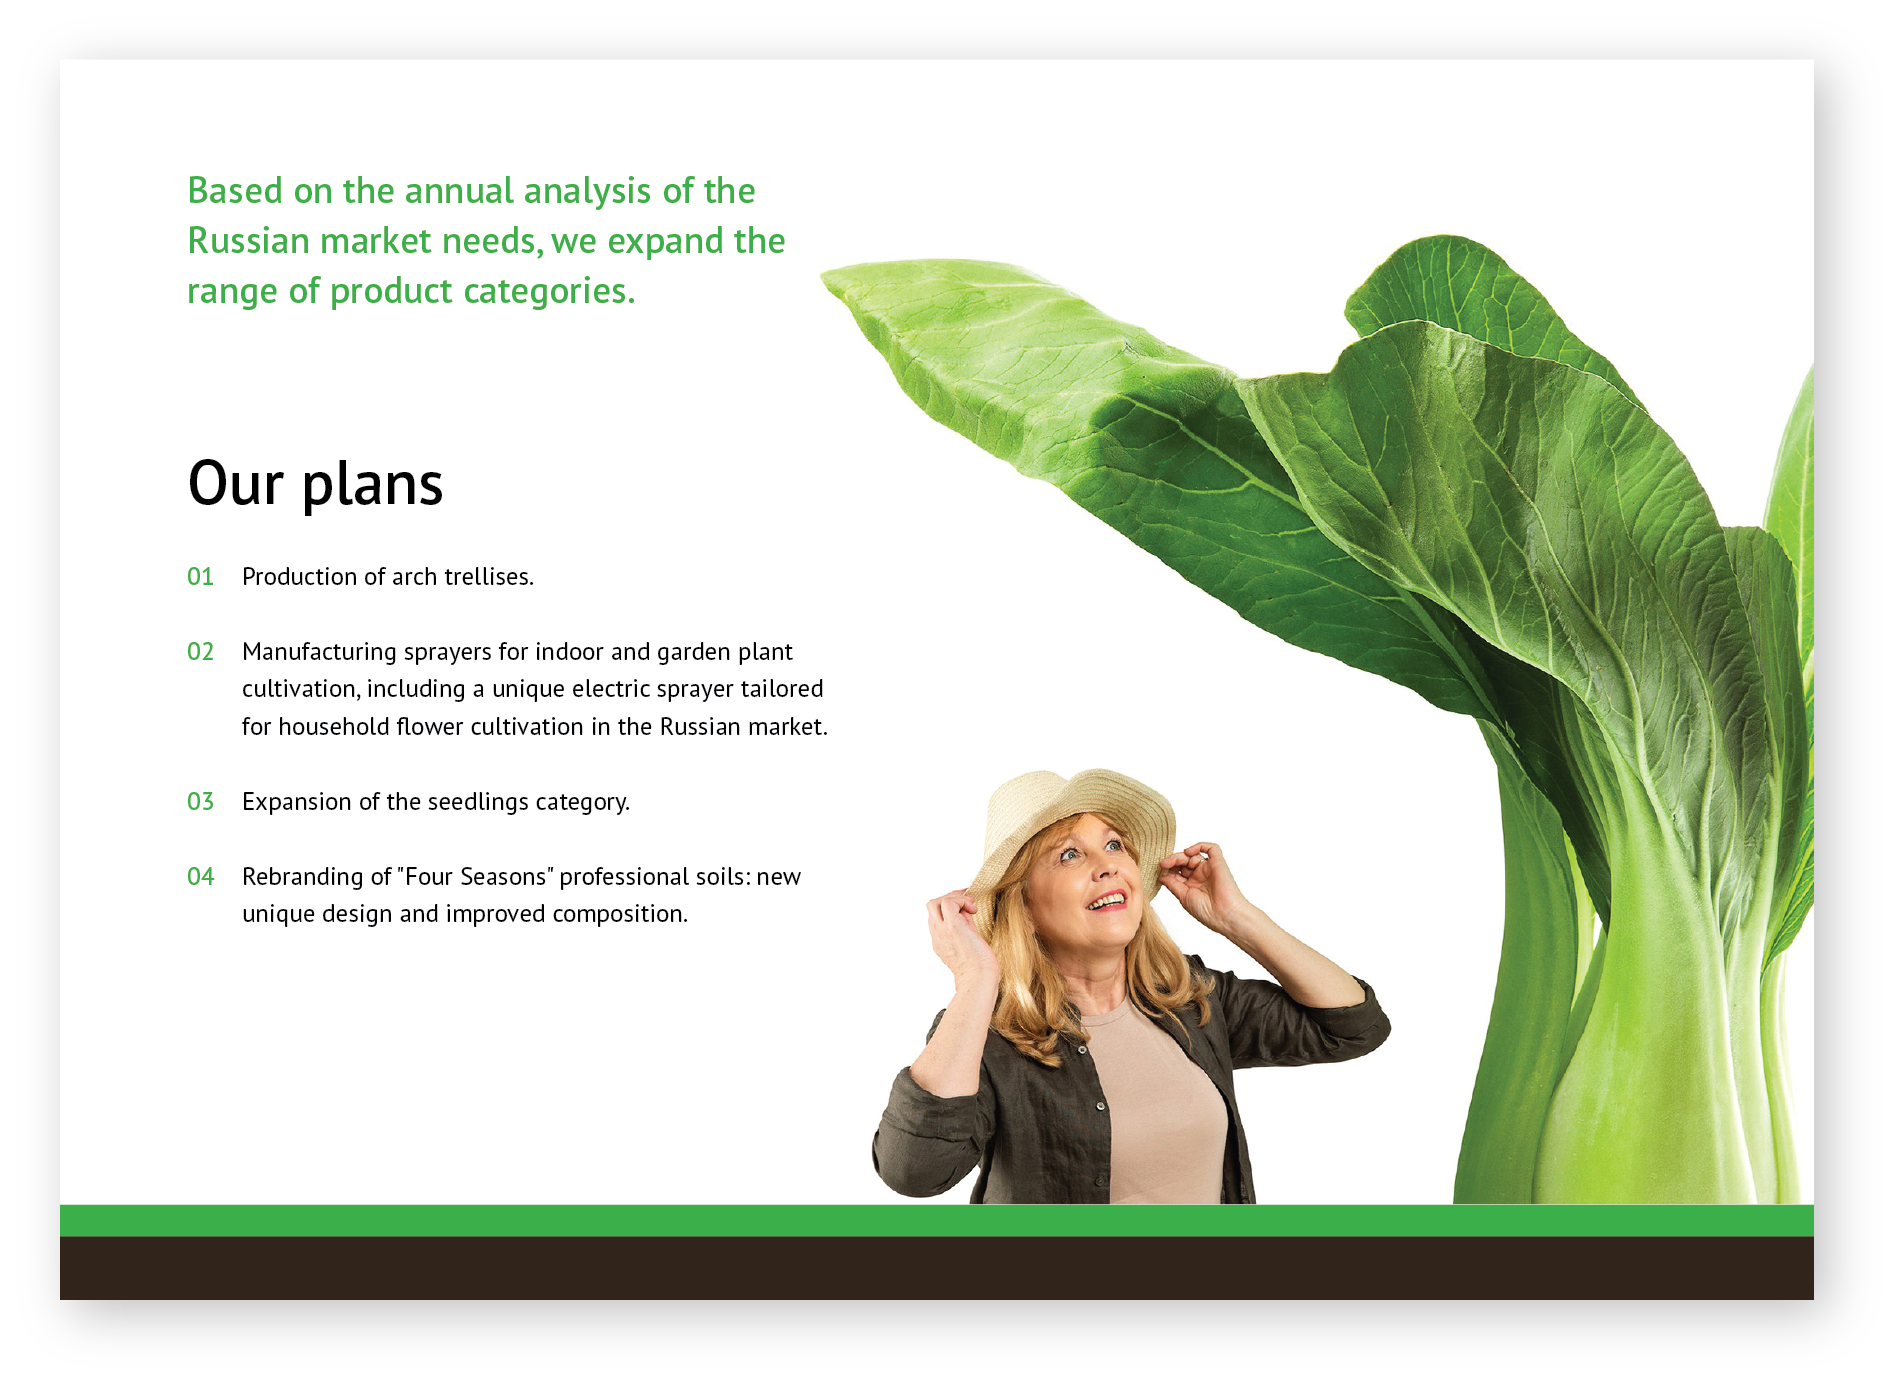 Based on the annual analysis of the
Russian market needs, we expand the
range of product categories.
Our plans
01 Production of arch trellises.
02 Manufacturing sprayers for indoor and garden plant
cultivation, including a unique electric sprayer tailored
for household flower cultivation in the Russian market.
03 Expansion of the seedlings category.
04 Rebranding of "Four Seasons" professional soils: new
unique design and improved composition.